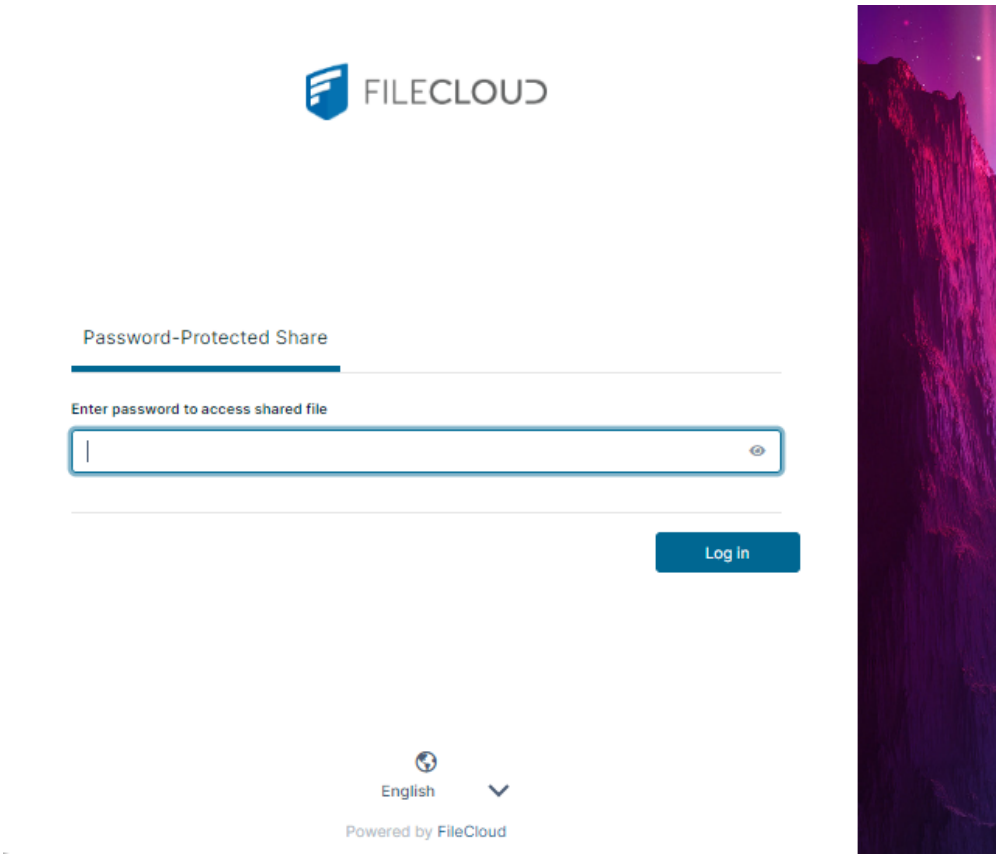 FILECLOUD
Password-Protected Share
Enter password to access shared file
Log in
English
Powered by FileCloud